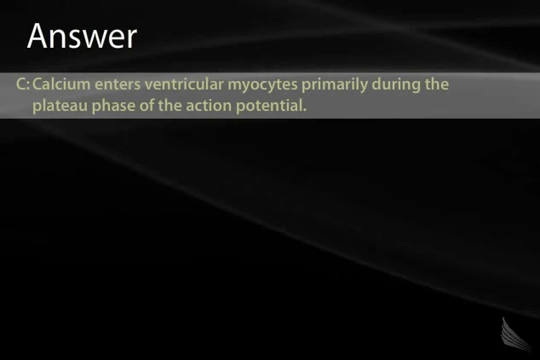 Answer
C: Calcium enters ventricular myocytes primarily during the
plateau phase of the action potential.